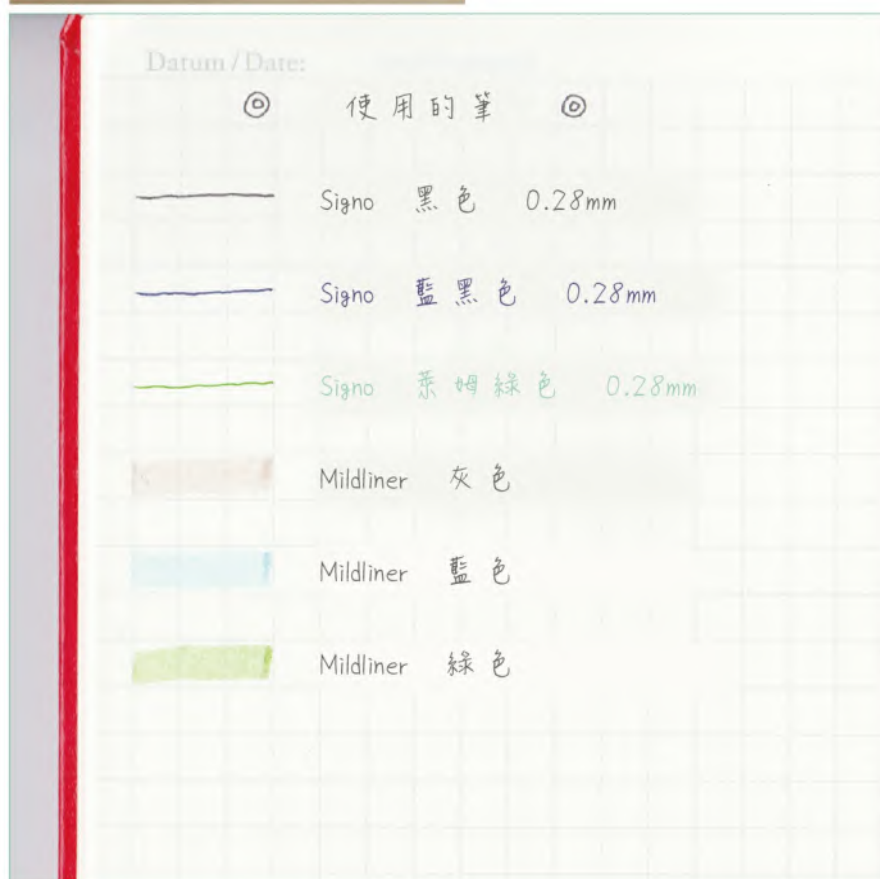 Datum / Date:
◎ 使用的筆 ◎
Signo 黑色 0.28mm
Signo 藍黑色 0.28mm
Signo 萊姆綠色 0.28mm
Mildliner 灰色
Mildliner 藍色
Mildliner 綠色